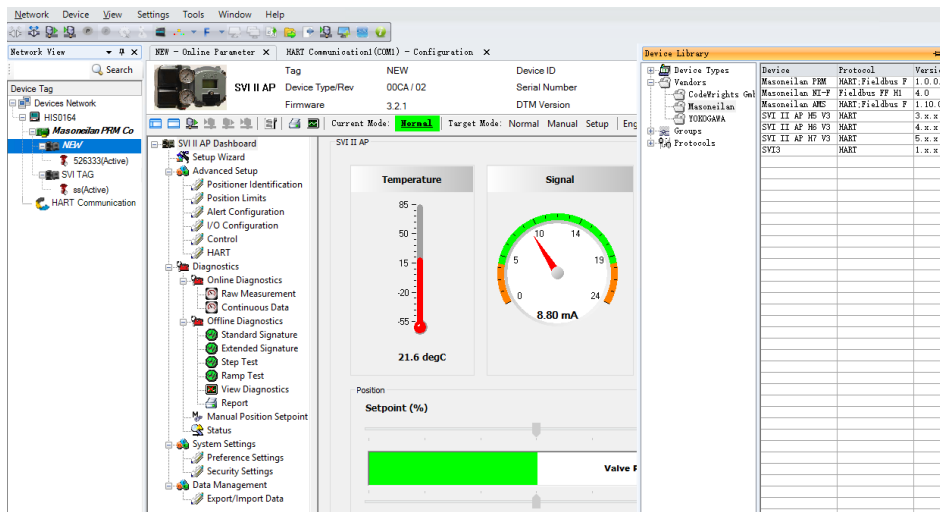 Network Device View Settings Tools Window Help
Network View
NEW - Online Parameter
HART Communication1(COM1) - Configuration
Search
Device Tag
Devices Network
HIS0164
Masoneilan PRM Co
NEW
526333(Active)
SVI TAG
ss(Active)
HART Communication
SVI II AP
Tag NEW Device ID
Device Type/Rev 00CA / 02 Serial Number
Firmware 3.2.1 DTM Version
Current Mode: Normal Target Mode: Normal Manual Setup Eng
SVI II AP Dashboard
Setup Wizard
Advanced Setup
Positioner Identification
Position Limits
Alert Configuration
I/O Configuration
Control
HART
Diagnostics
Online Diagnostics
Raw Measurement
Continuous Data
Offline Diagnostics
Standard Signature
Extended Signature
Step Test
Ramp Test
View Diagnostics
Report
Manual Position Setpoint
Status
System Settings
Preference Settings
Security Settings
Data Management
Export/Import Data
SVI II AP
Temperature
85
50
15
-20
-55
21.6 degC
Signal
0
5
10
14
19
24
8.80 mA
Position
Setpoint (%)
Valve P
Device Library
Device Types
Vendors
CodeWrights Gmb
Masoneilan
YOKOGAWA
Groups
Protocols
Device Protocol Versi
Masoneilan PRM HART;Fieldbus F 1.0.0.
Masoneilan NI-F Fieldbus FF H1 4.0
Masoneilan AMS HART;Fieldbus F 1.10.0
SVI II AP H5 V3 HART 3.x.x
SVI II AP H6 V3 HART 4.x.x
SVI II AP H7 V3 HART 5.x.x
SVI3 HART 1.x.x